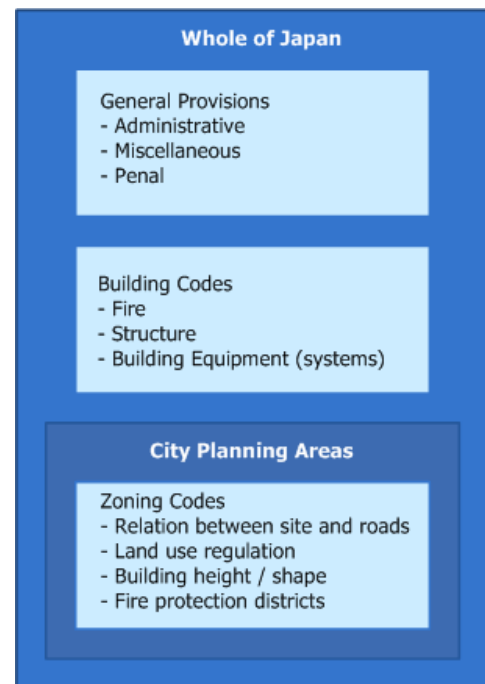 Whole of Japan
General Provisions
- Administrative
- Miscellaneous
- Penal
Building Codes
- Fire
- Structure
- Building Equipment (systems)
City Planning Areas
Zoning Codes
- Relation between site and roads
- Land use regulation
- Building height / shape
- Fire protection districts